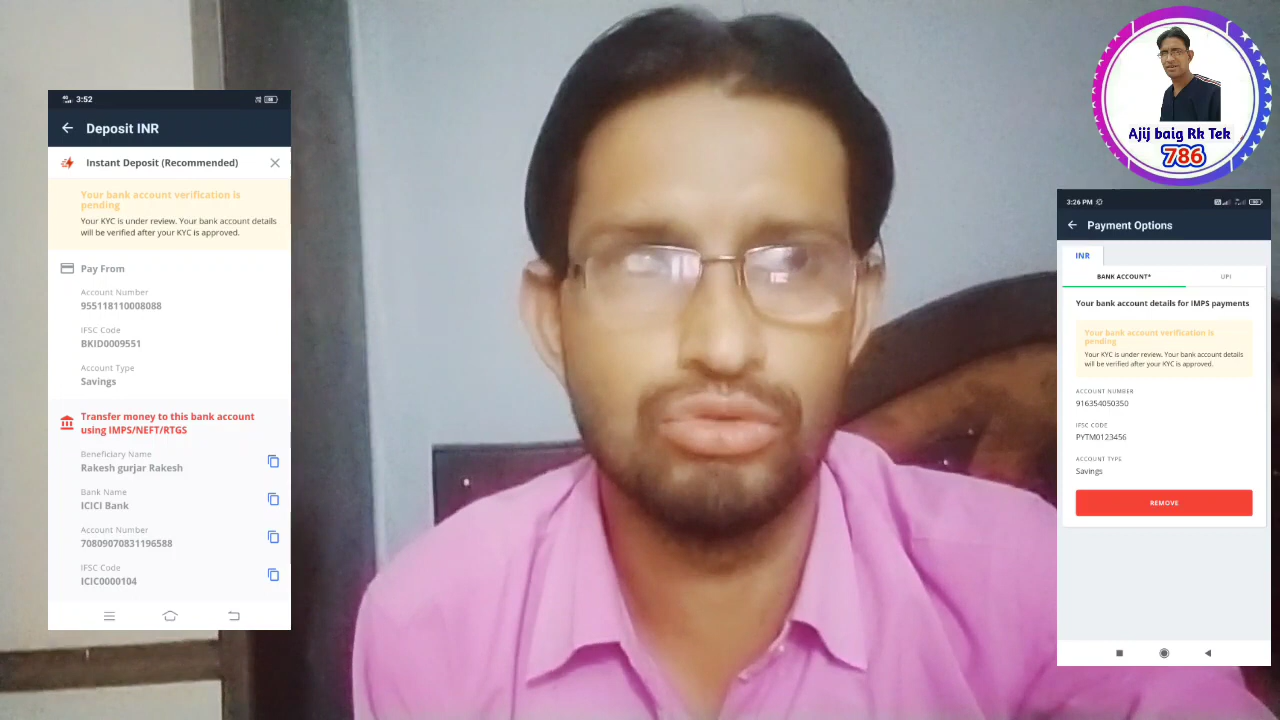 3:52
Deposit INR
Instant Deposit (Recommended)
Your bank account verification is
pending
Your KYC is under review. Your bank account details
will be verified after your KYC is approved.
Pay From
Account Number
955118110008088
IFSC Code
BKID0009551
Account Type
Savings
Transfer money to this bank account
using IMPS/NEFT/RTGS
Beneficiary Name
Rakesh gurjar Rakesh
Bank Name
ICICI Bank
Account Number
70809070831196588
IFSC Code
ICIC0000104
Ajij baig Rk Tek
786
3:26 PM
Payment Options
INR
BANK ACCOUNT*
UPI
Your bank account details for IMPS payments
Your bank account verification is
pending
Your KYC is under review. Your bank account details
will be verified after your KYC is approved.
ACCOUNT NUMBER
916354050350
IFSC CODE
PYTM0123456
ACCOUNT TYPE
Savings
REMOVE